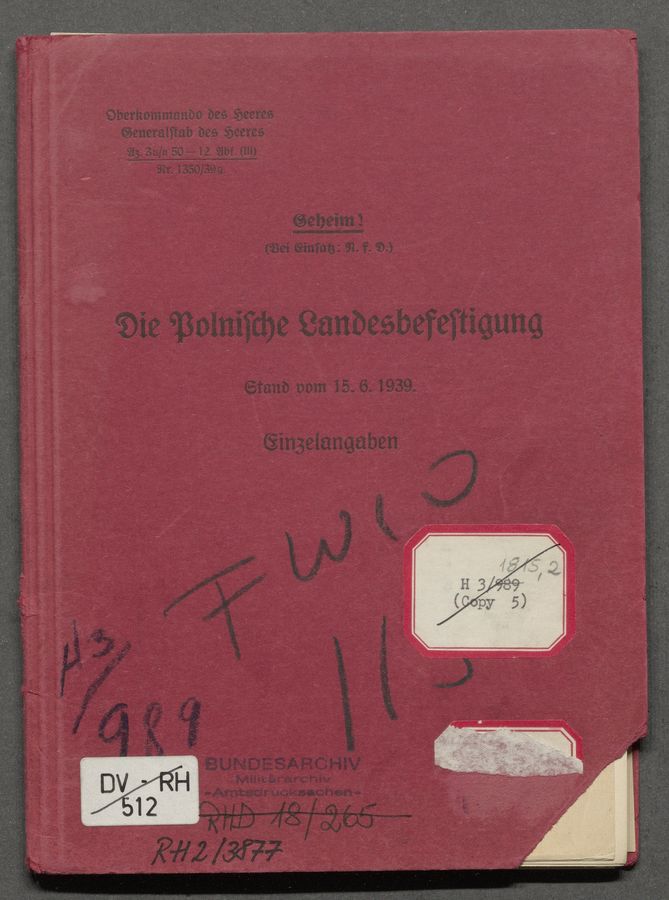 Oberkommando des Heeres
Generalstab des Heeres
Az. 3u/n 50 — 12. Abt. (III)
Nr. 1350/39g.
Geheim!
(Bei Einsatz: N. f. D.)
Die Polnische Landesbefestigung
Stand vom 15. 6. 1939.
Einzelangaben
1815,2
H 3/989
(Copy 5)
H3/
989
BUNDESARCHIV
Militärarchiv
-Amtsdrucksachen-
DV - RH
512
RHD 18/265
RH2/3877